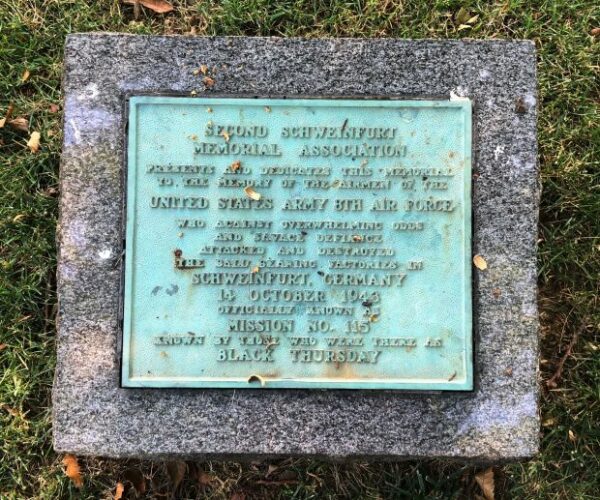 SECOND SCHWEINFURT
MEMORIAL ASSOCIATION
PRESENTS AND DEDICATES THIS MEMORIAL
TO THE MEMORY OF THE AIRMEN OF THE
UNITED STATES ARMY 8TH AIR FORCE
WHO AGAINST OVERWHELMING ODDS
AND SAVAGE DEFIANCE
ATTACKED AND DESTROYED
THE BALL BEARING FACTORIES IN
SCHWEINFURT, GERMANY
14 OCTOBER 1943
OFFICIALLY KNOWN AS
MISSION NO. 115
KNOWN BY THOSE WHO WERE THERE AS
BLACK THURSDAY